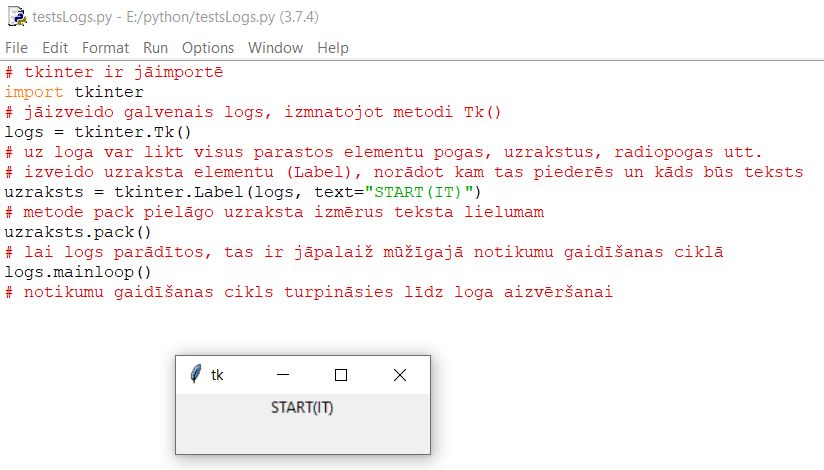 testsLogs.py - E:/python/testsLogs.py (3.7.4)
File Edit Format Run Options Window Help
# tkinter ir jāimportē
import tkinter
# jāizveido galvenais logs, izmnatojot metodi Tk()
logs = tkinter.Tk()
# uz loga var likt visus parastos elementu pogas, uzrakstus, radiopogas utt.
# izveido uzraksta elementu (Label), norādot kam tas piederēs un kāds būs teksts
uzraksts = tkinter.Label(logs, text="START(IT)")
# metode pack pielāgo uzraksta izmērus teksta lielumam
uzraksts.pack()
# lai logs parādītos, tas ir jāpalaiž mūžīgajā notikumu gaidīšanas ciklā
logs.mainloop()
# notikumu gaidīšanas cikls turpināsies līdz loga aizvēršanai
tk
START(IT)